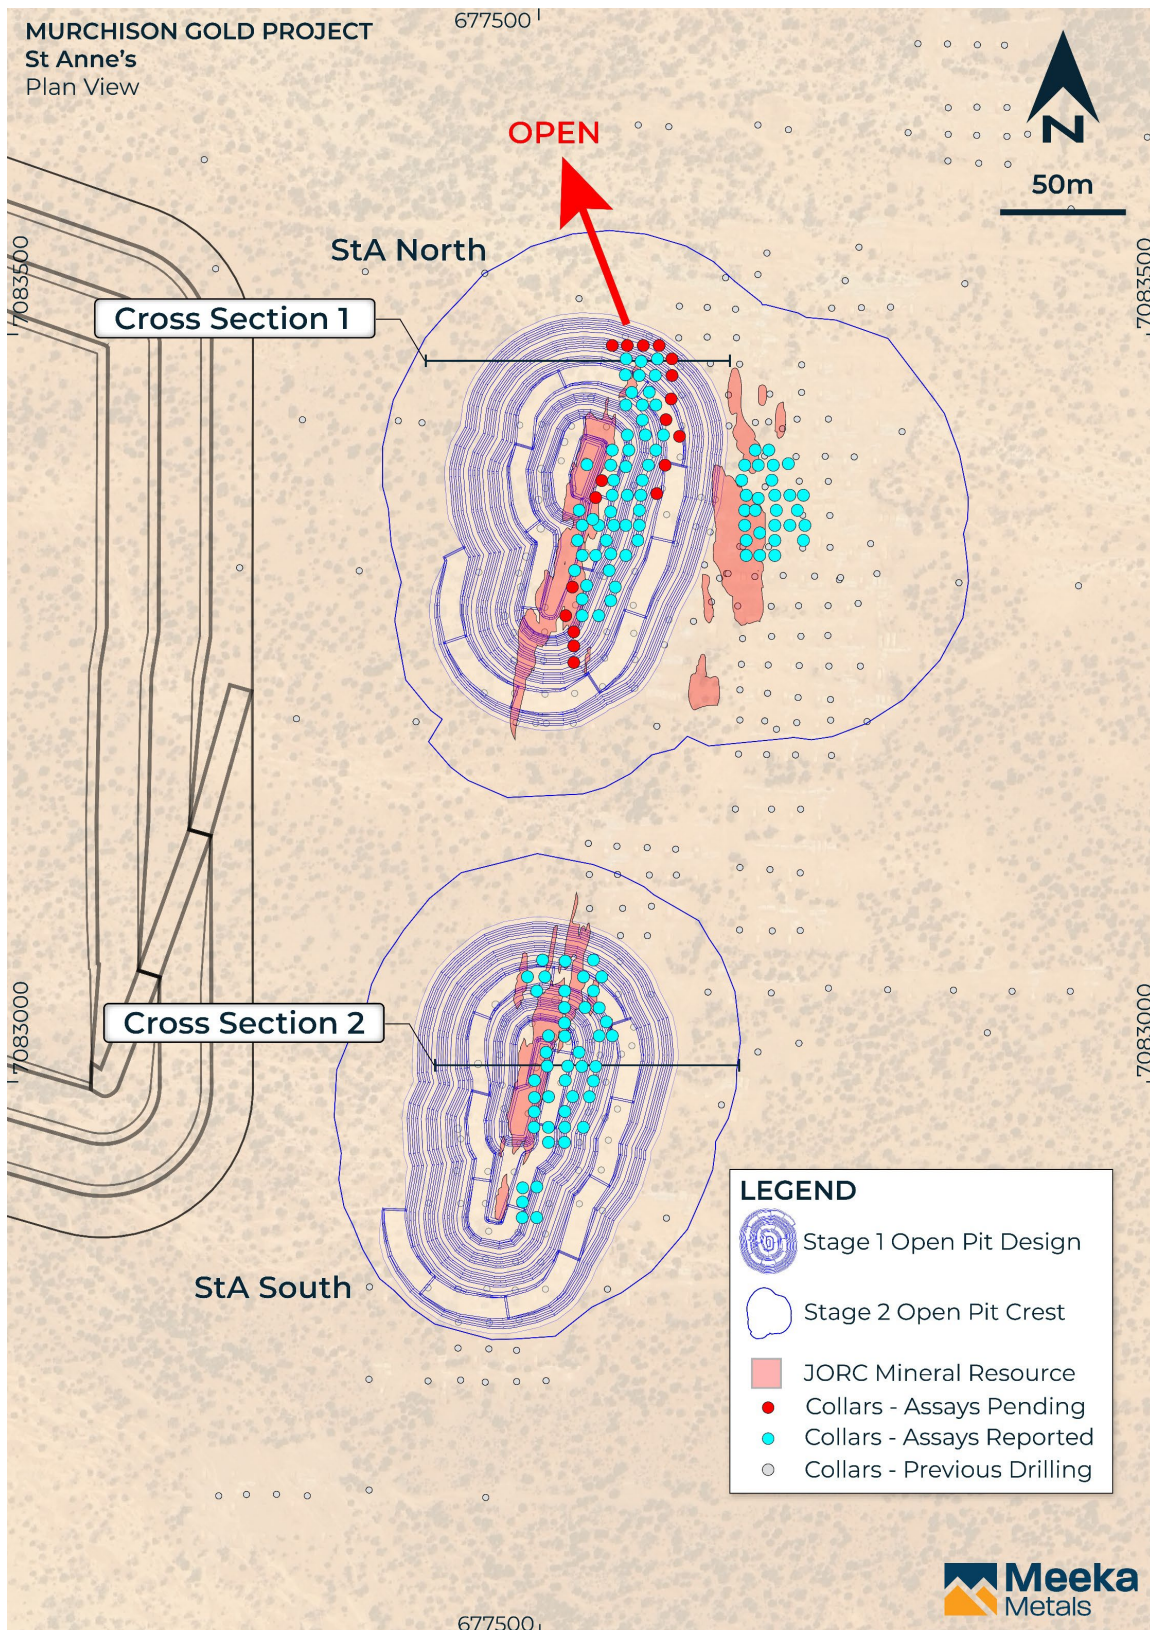 MURCHISON GOLD PROJECT
St Anne's
Plan View
677500
N
50m
OPEN
StA North
7083500
7083500
Cross Section 1
7083000
7083000
Cross Section 2
StA South
LEGEND
Stage 1 Open Pit Design
Stage 2 Open Pit Crest
JORC Mineral Resource
Collars - Assays Pending
Collars - Assays Reported
Collars - Previous Drilling
Meeka
Metals
677500